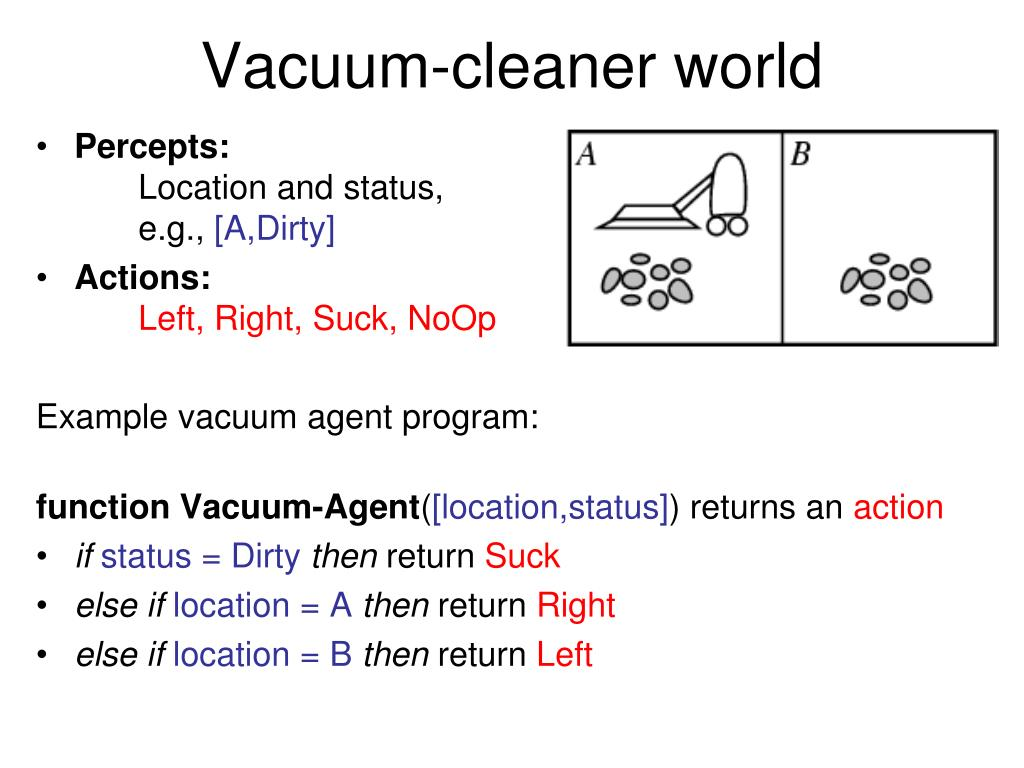 Vacuum-cleaner world
• Percepts:
Location and status,
e.g., [A,Dirty]
• Actions:
Left, Right, Suck, NoOp
A
B
Example vacuum agent program:
function Vacuum-Agent([location,status]) returns an action
• if status = Dirty then return Suck
• else if location = A then return Right
• else if location = B then return Left